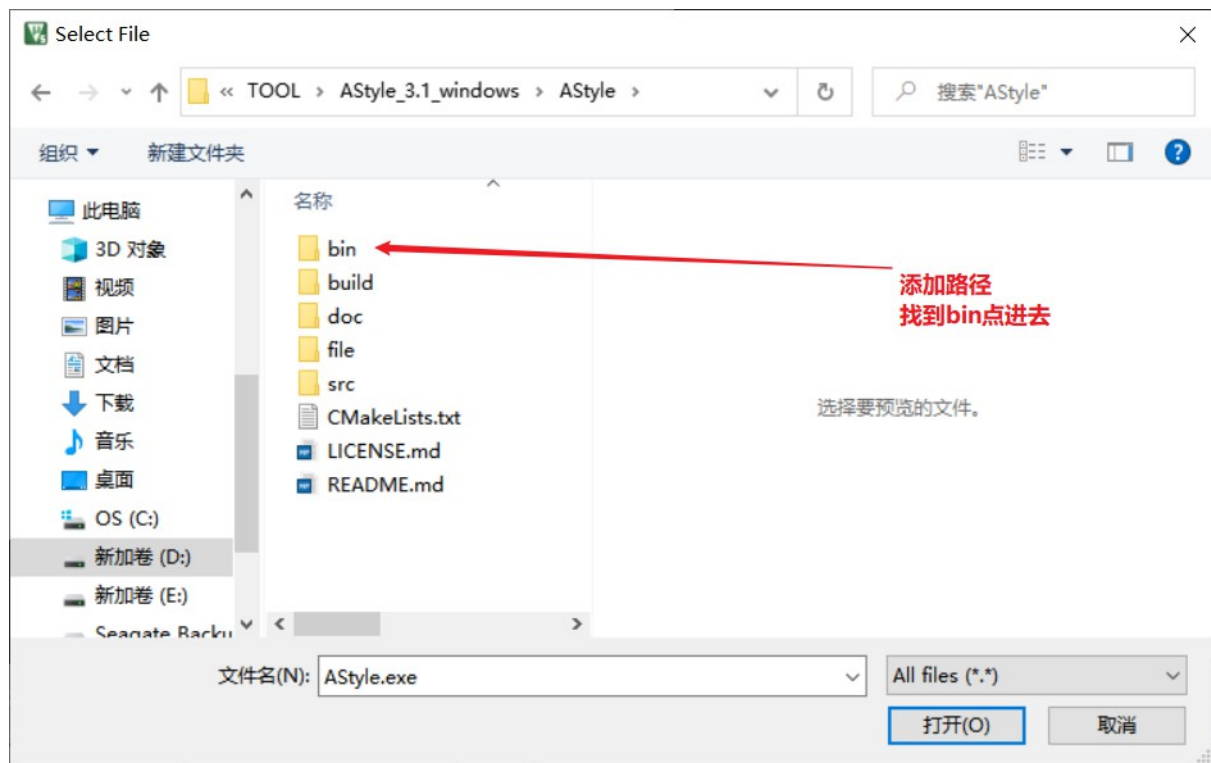 Select File
« TOOL › AStyle_3.1_windows › AStyle ›
搜索"AStyle"
组织
新建文件夹
?
此电脑
3D 对象
视频
图片
文档
下载
音乐
桌面
OS (C:)
新加卷 (D:)
新加卷 (E:)
Seagate Backu
名称
bin
build
doc
file
src
CMakeLists.txt
LICENSE.md
README.md
添加路径
找到bin点进去
选择要预览的文件。
文件名(N): AStyle.exe
All files (*.*)
打开(O)
取消